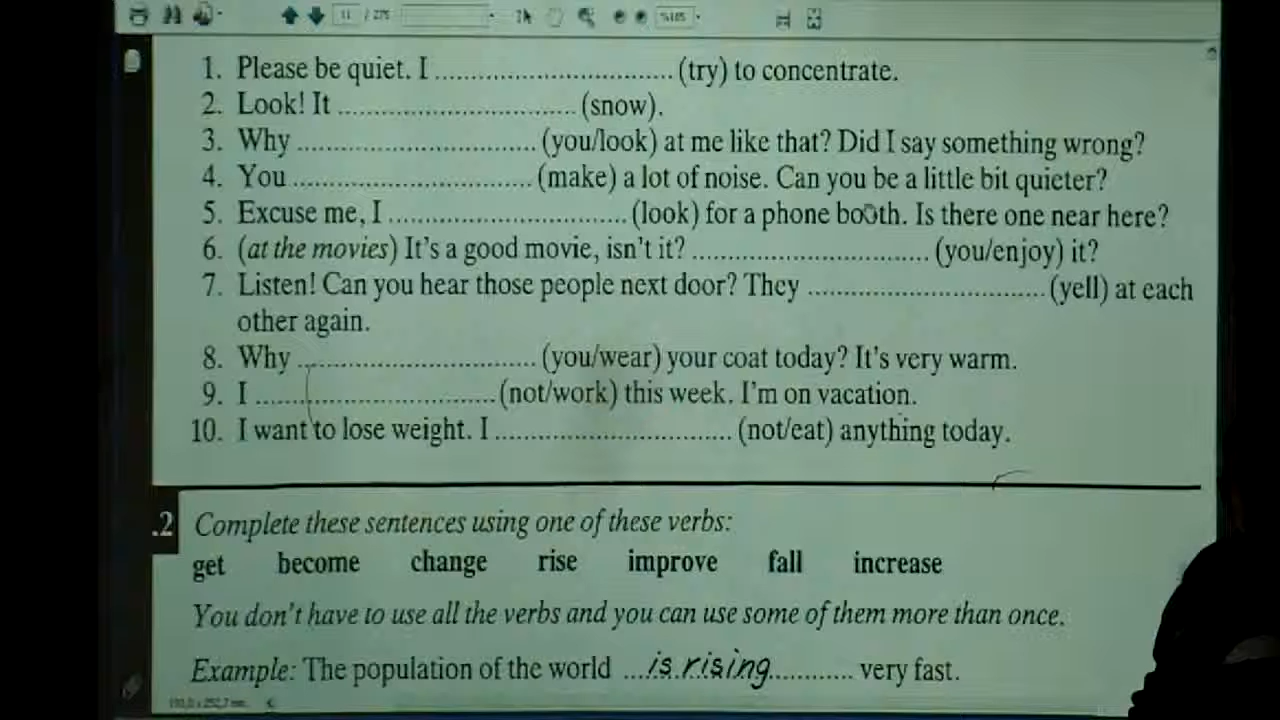 11 / 275 %185
1. Please be quiet. I ........................................ (try) to concentrate.
2. Look! It ........................................ (snow).
3. Why ........................................ (you/look) at me like that? Did I say something wrong?
4. You ........................................ (make) a lot of noise. Can you be a little bit quieter?
5. Excuse me, I ........................................ (look) for a phone booth. Is there one near here?
6. (at the movies) It's a good movie, isn't it? ........................................ (you/enjoy) it?
7. Listen! Can you hear those people next door? They ........................................ (yell) at each
other again.
8. Why ........................................ (you/wear) your coat today? It's very warm.
9. I ........................................ (not/work) this week. I'm on vacation.
10. I want to lose weight. I ........................................ (not/eat) anything today.
.2 Complete these sentences using one of these verbs:
get become change rise improve fall increase
You don't have to use all the verbs and you can use some of them more than once.
Example: The population of the world ...is rising.............. very fast.